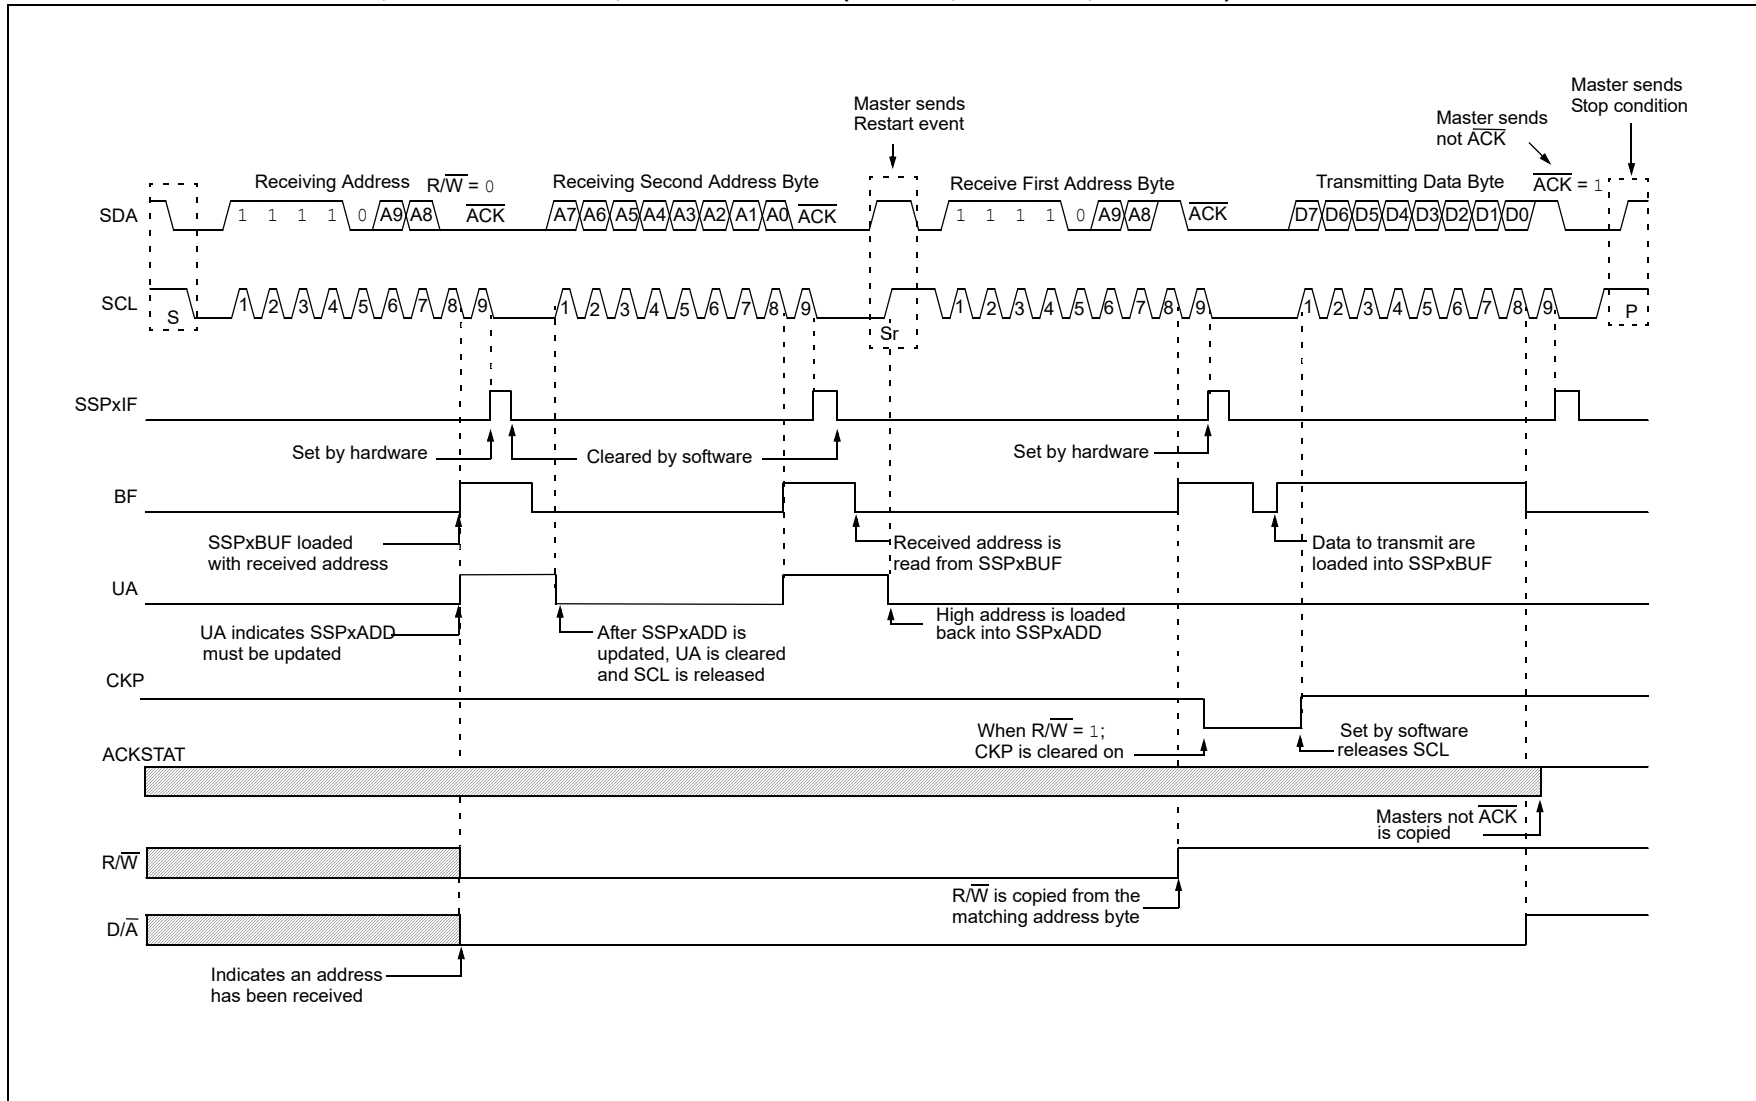 Master sends
Restart event
Master sends
not A̅C̅K̅
Master sends
Stop condition
Receiving Address R/W̅ = 0
Receiving Second Address Byte
Receive First Address Byte
Transmitting Data Byte
A̅C̅K̅ = 1
SDA
1 1 1 1 0 A9 A8 A̅C̅K̅
A7 A6 A5 A4 A3 A2 A1 A0 A̅C̅K̅
1 1 1 1 0 A9 A8 A̅C̅K̅
D7 D6 D5 D4 D3 D2 D1 D0
SCL
S
1 2 3 4 5 6 7 8 9
1 2 3 4 5 6 7 8 9
Sr
1 2 3 4 5 6 7 8 9
1 2 3 4 5 6 7 8 9
P
SSPxIF
Set by hardware
Cleared by software
Set by hardware
BF
SSPxBUF loaded
with received address
Received address is
read from SSPxBUF
Data to transmit are
loaded into SSPxBUF
UA
UA indicates SSPxADD
must be updated
After SSPxADD is
updated, UA is cleared
and SCL is released
High address is loaded
back into SSPxADD
CKP
When R/W̅ = 1;
CKP is cleared on
Set by software
releases SCL
ACKSTAT
Masters not A̅C̅K̅
is copied
R/W̅
R/W̅ is copied from the
matching address byte
D/A̅
Indicates an address
has been received